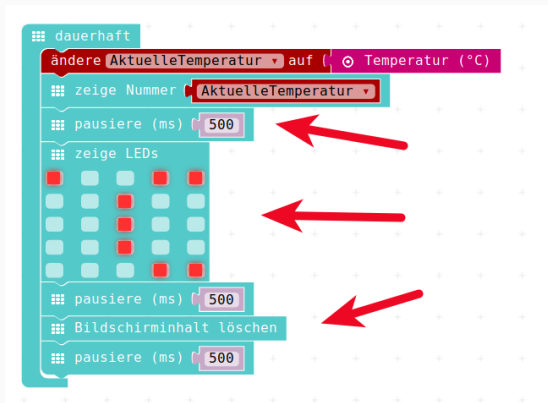 dauerhaft
ändere AktuelleTemperatur ▾ auf Temperatur (°C)
zeige Nummer AktuelleTemperatur ▾
pausiere (ms) 500
zeige LEDs
pausiere (ms) 500
Bildschirminhalt löschen
pausiere (ms) 500